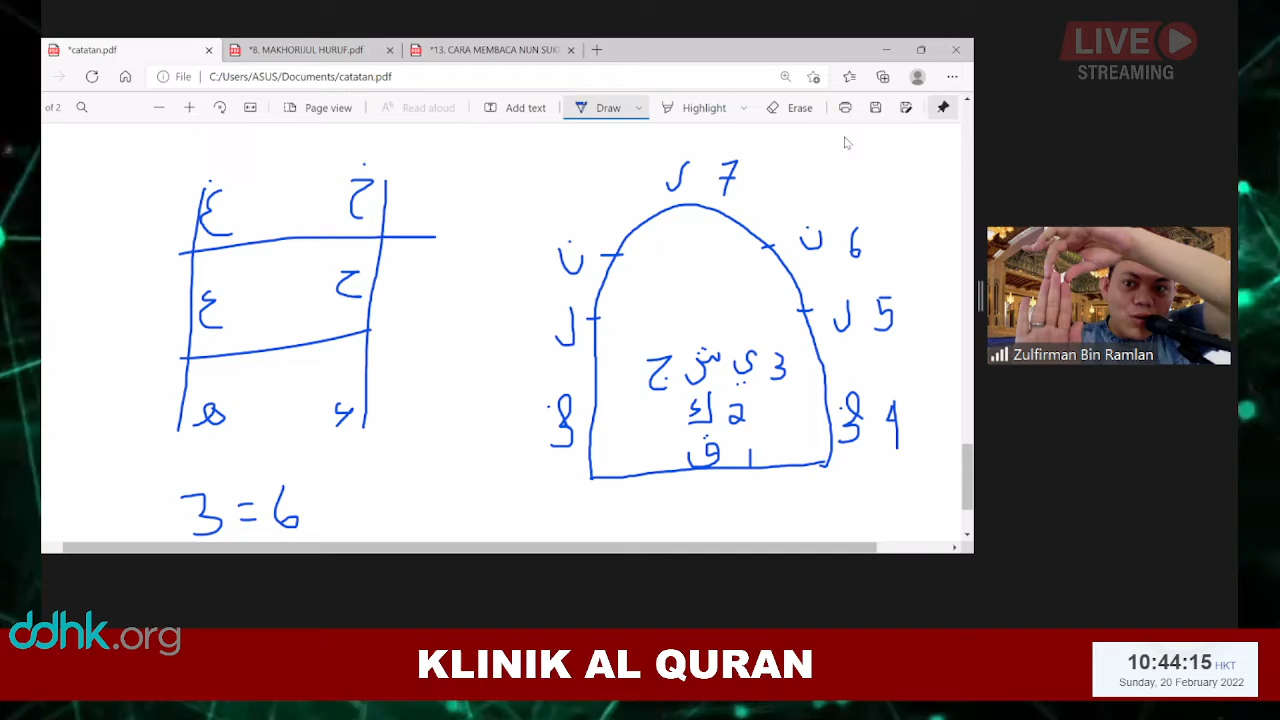 LIVE
STREAMING
*catatan.pdf
*8. MAKHORIJUL HURUF.pdf
*13. CARA MEMBACA NUN SUK
File
C:/Users/ASUS/Documents/catatan.pdf
of 2
Page view
Read aloud
Add text
Draw
Highlight
Erase
غ خ
ع ح
ه ء
3 = 6
ر 7
ن ن 6
ل ل 5
ج ش ي 3
ك 2
ض ض 4
ق 1
Zulfirman Bin Ramlan
ddhk.org
KLINIK AL QURAN
10:44:15 HKT
Sunday, 20 February 2022